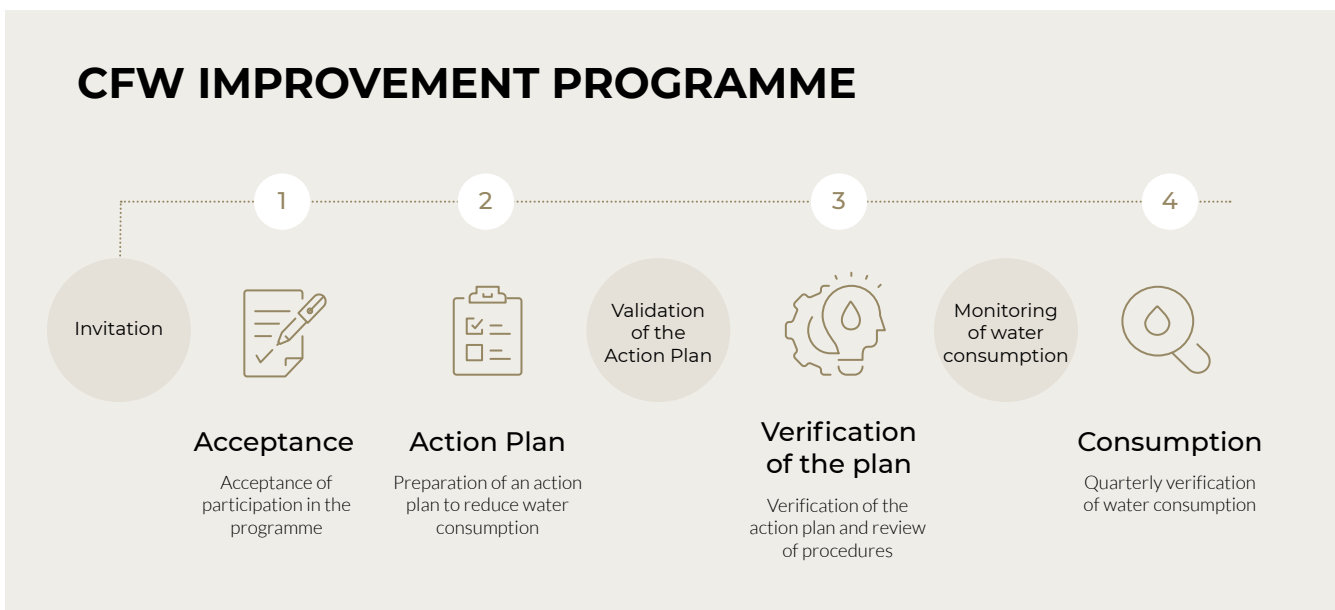 CFW IMPROVEMENT PROGRAMME
1
2
3
4
Invitation
Validation
of the
Action Plan
Monitoring
of water
consumption
Acceptance
Acceptance of
participation in the
programme
Action Plan
Preparation of an action
plan to reduce water
consumption
Verification
of the plan
Verification of the
action plan and review
of procedures
Consumption
Quarterly verification
of water consumption